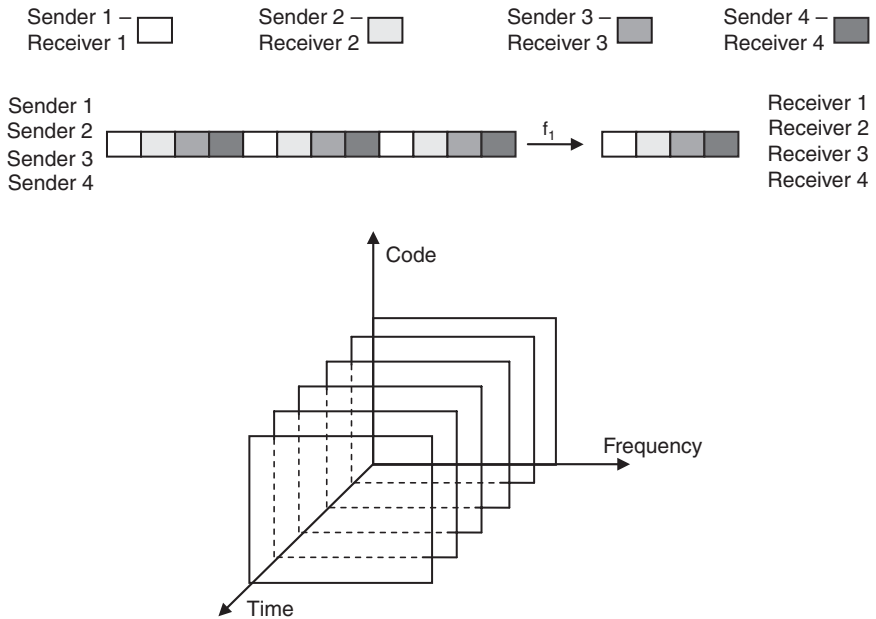 Sender 1 –
Receiver 1
Sender 2 –
Receiver 2
Sender 3 –
Receiver 3
Sender 4 –
Receiver 4
Sender 1
Sender 2
Sender 3
Sender 4
f1
Receiver 1
Receiver 2
Receiver 3
Receiver 4
Code
Frequency
Time